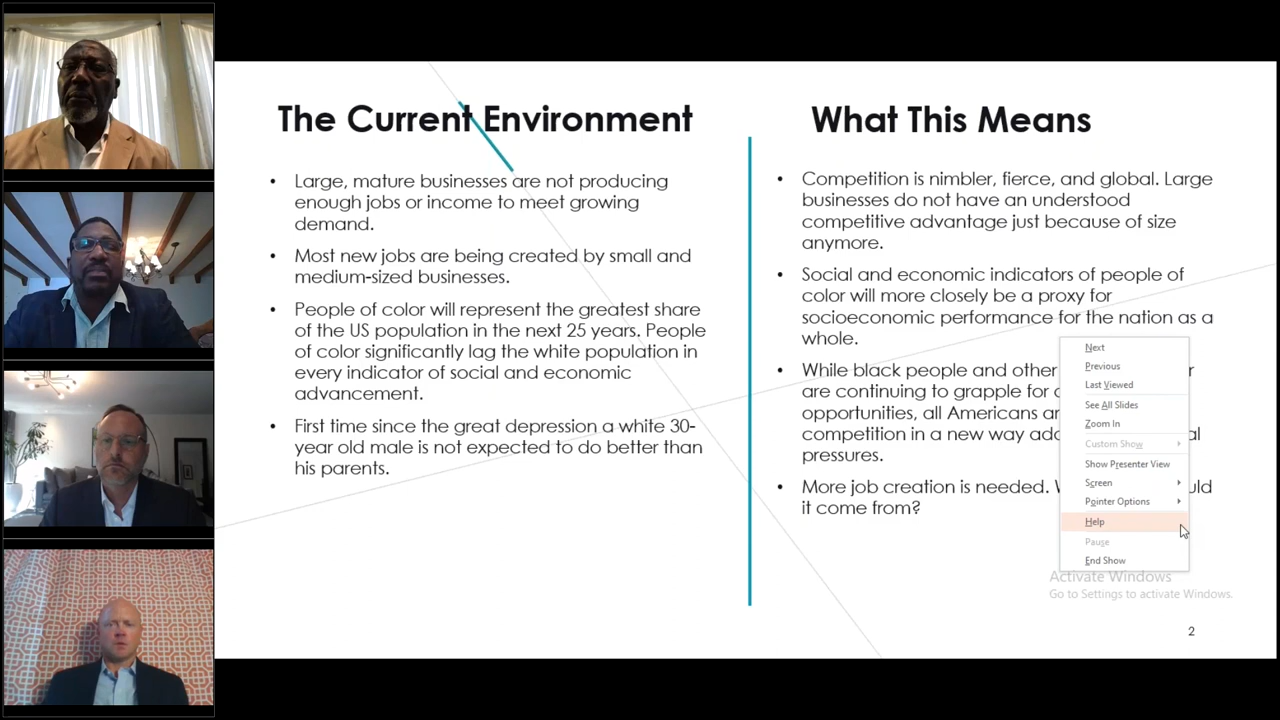 The Current Environment
• Large, mature businesses are not producing
enough jobs or income to meet growing
demand.
• Most new jobs are being created by small and
medium-sized businesses.
• People of color will represent the greatest share
of the US population in the next 25 years. People
of color significantly lag the white population in
every indicator of social and economic
advancement.
• First time since the great depression a white 30-
year old male is not expected to do better than
his parents.
What This Means
• Competition is nimbler, fierce, and global. Large
businesses do not have an understood
competitive advantage just because of size
anymore.
• Social and economic indicators of people of
color will more closely be a proxy for
socioeconomic performance for the nation as a
whole.
• While black people and other
are continuing to grapple for
opportunities, all Americans
competition in a new way
pressures.
• More job creation is needed.
it come from?
Next
Previous
Last Viewed
See All Slides
Zoom In
Custom Show
Show Presenter View
Screen
Pointer Options
Help
Pause
End Show
Activate Windows
Go to Settings to activate Windows.
2